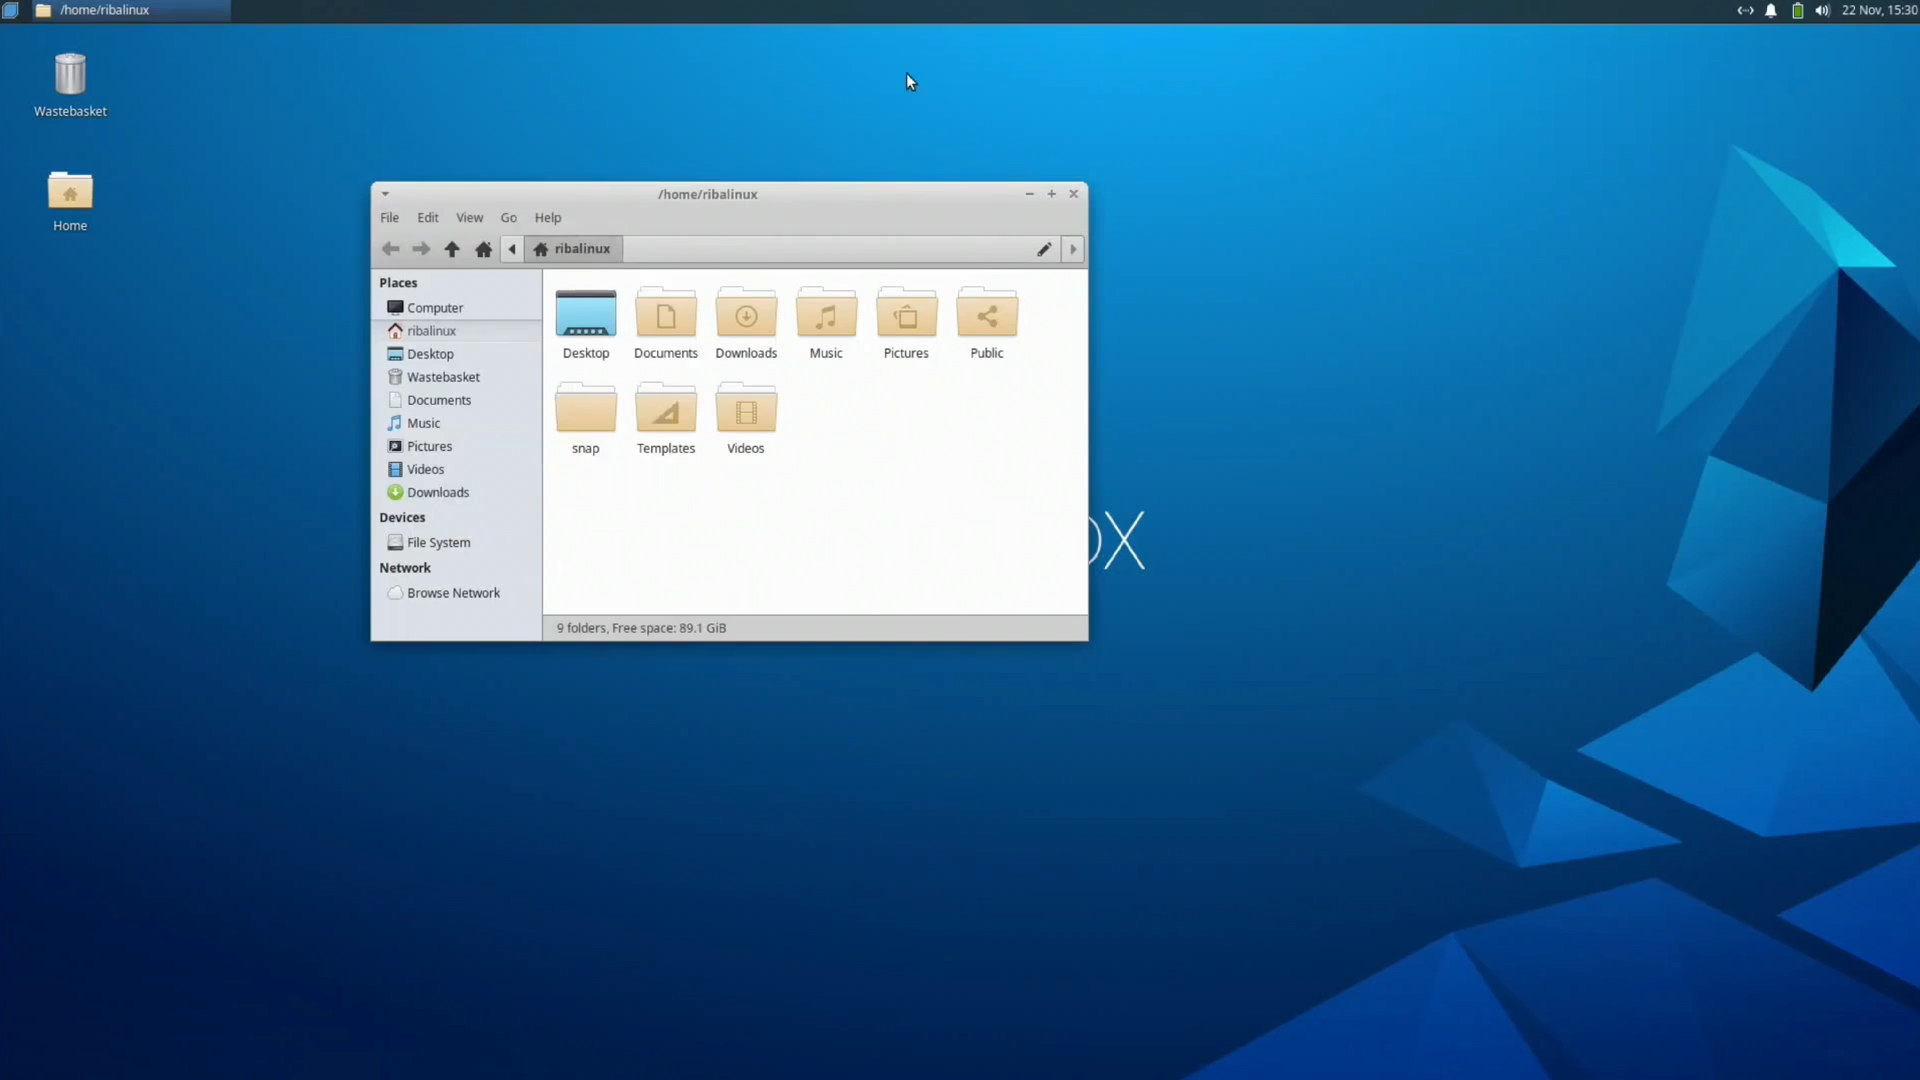 /home/ribalinux
22 Nov, 15:30
Wastebasket
Home
/home/ribalinux
File Edit View Go Help
ribalinux
Places
Computer
ribalinux
Desktop
Wastebasket
Documents
Music
Pictures
Videos
Downloads
Devices
File System
Network
Browse Network
Desktop Documents Downloads Music Pictures Public
snap Templates Videos
9 folders, Free space: 89.1 GiB